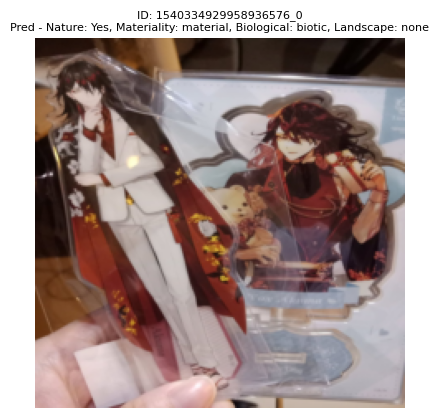 ID: 1540334929958936576_0
Pred - Nature: Yes, Materiality: material, Biological: biotic, Landscape: none